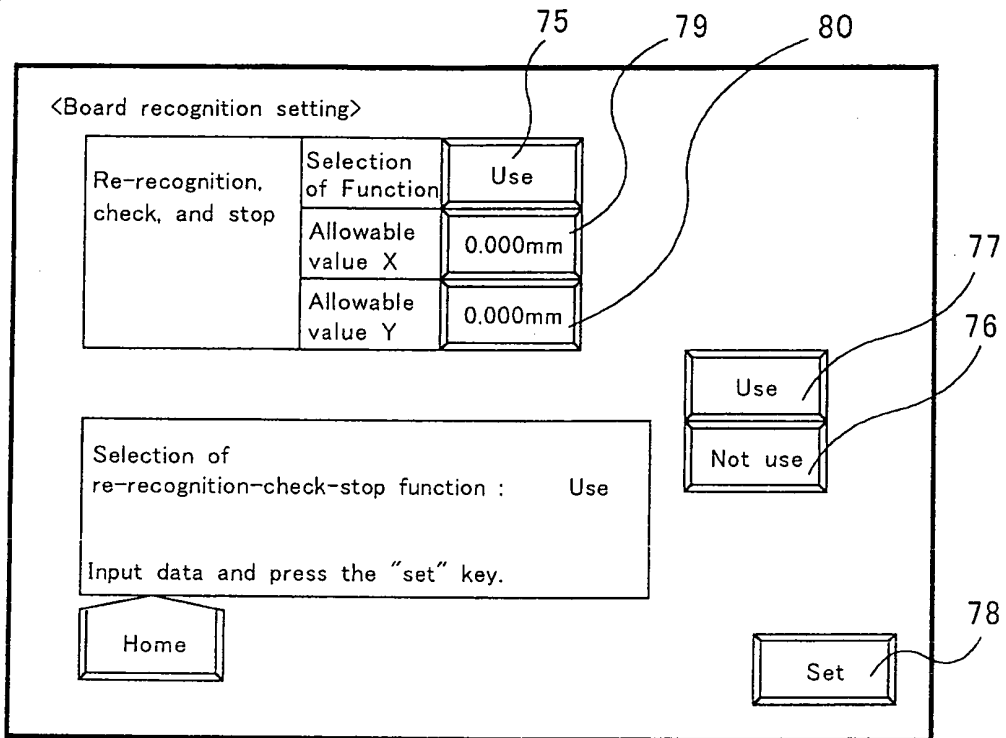 75
79
80
<Board recognition setting>
Re-recognition,
check, and stop
Selection
of Function
Use
Allowable
value X
0.000mm
Allowable
value Y
0.000mm
77
76
Use
Not use
Selection of
re-recognition-check-stop function : Use
Input data and press the "set" key.
Home
78
Set